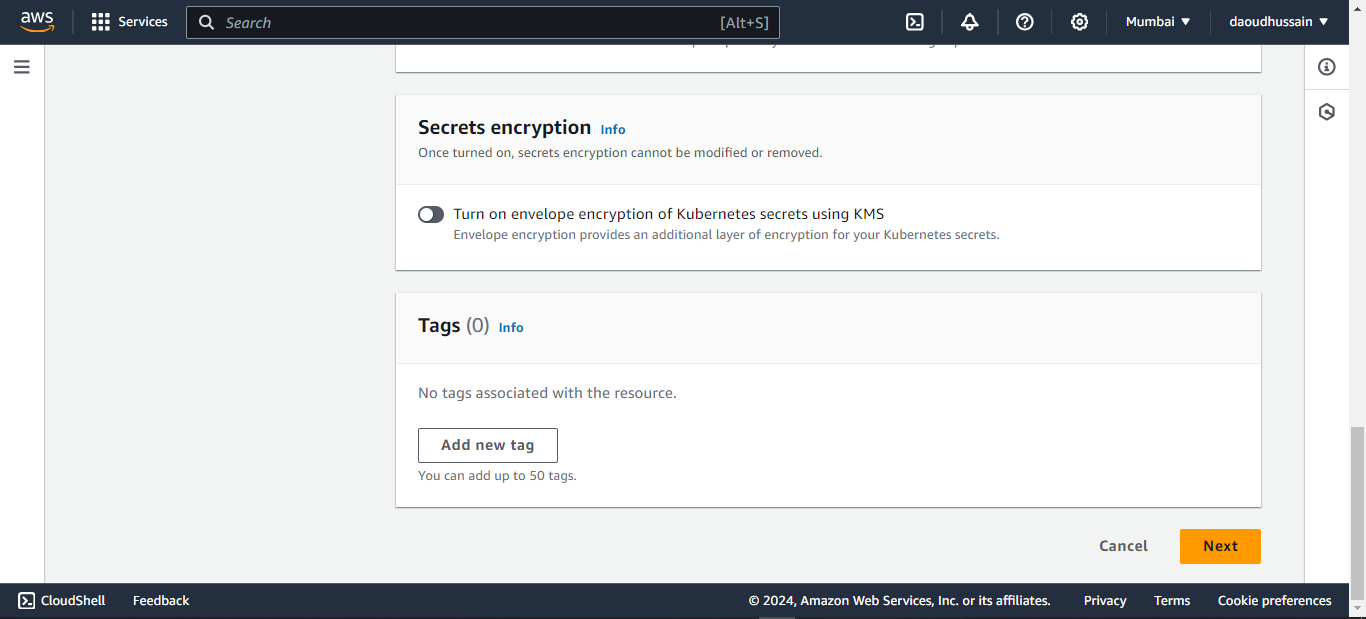 aws
Services
Search
[Alt+S]
Mumbai
daoudhussain
Secrets encryption Info
Once turned on, secrets encryption cannot be modified or removed.
Turn on envelope encryption of Kubernetes secrets using KMS
Envelope encryption provides an additional layer of encryption for your Kubernetes secrets.
Tags (0) Info
No tags associated with the resource.
Add new tag
You can add up to 50 tags.
Cancel
Next
CloudShell
Feedback
© 2024, Amazon Web Services, Inc. or its affiliates.
Privacy
Terms
Cookie preferences